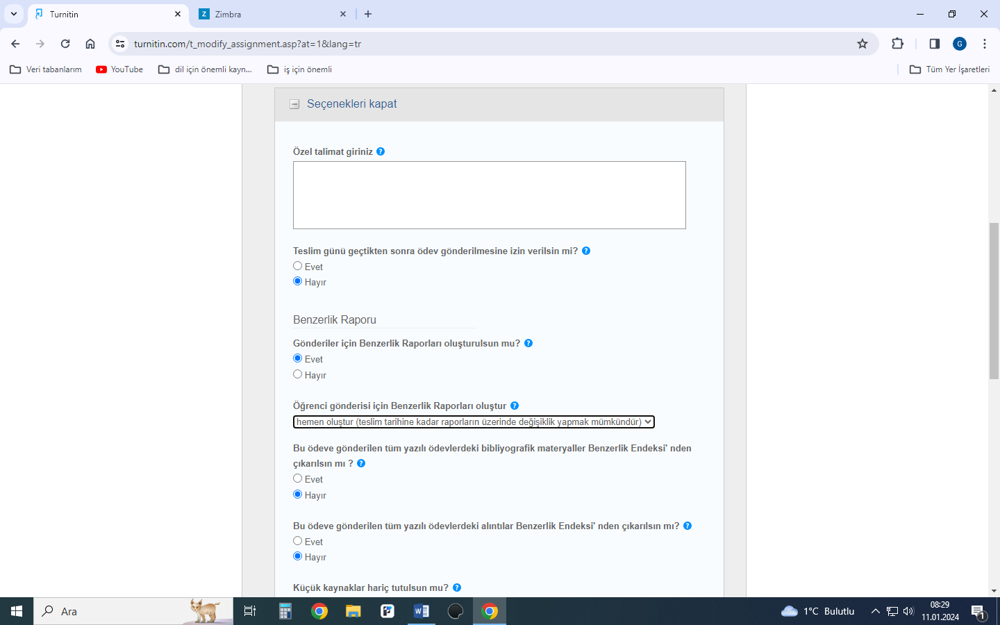 Turnitin
Zimbra
turnitin.com/t_modify_assignment.asp?at=1&lang=tr
G
Veri tabanlarım
YouTube
dil için önemli kayn...
iş için önemli
Tüm Yer İşaretleri
Seçenekleri kapat
Özel talimat giriniz ?
Teslim günü geçtikten sonra ödev gönderilmesine izin verilsin mi? ?
Evet
Hayır
Benzerlik Raporu
Gönderiler için Benzerlik Raporları oluşturulsun mu? ?
Evet
Hayır
Öğrenci gönderisi için Benzerlik Raporları oluştur ?
hemen oluştur (teslim tarihine kadar raporların üzerinde değişiklik yapmak mümkündür)
Bu ödeve gönderilen tüm yazılı ödevlerdeki bibliyografik materyaller Benzerlik Endeksi' nden
çıkarılsın mı ? ?
Evet
Hayır
Bu ödeve gönderilen tüm yazılı ödevlerdeki alıntılar Benzerlik Endeksi' nden çıkarılsın mı? ?
Evet
Hayır
Küçük kaynaklar hariç tutulsun mu? ?
Ara
1°C Bulutlu
08:29
11.01.2024
1